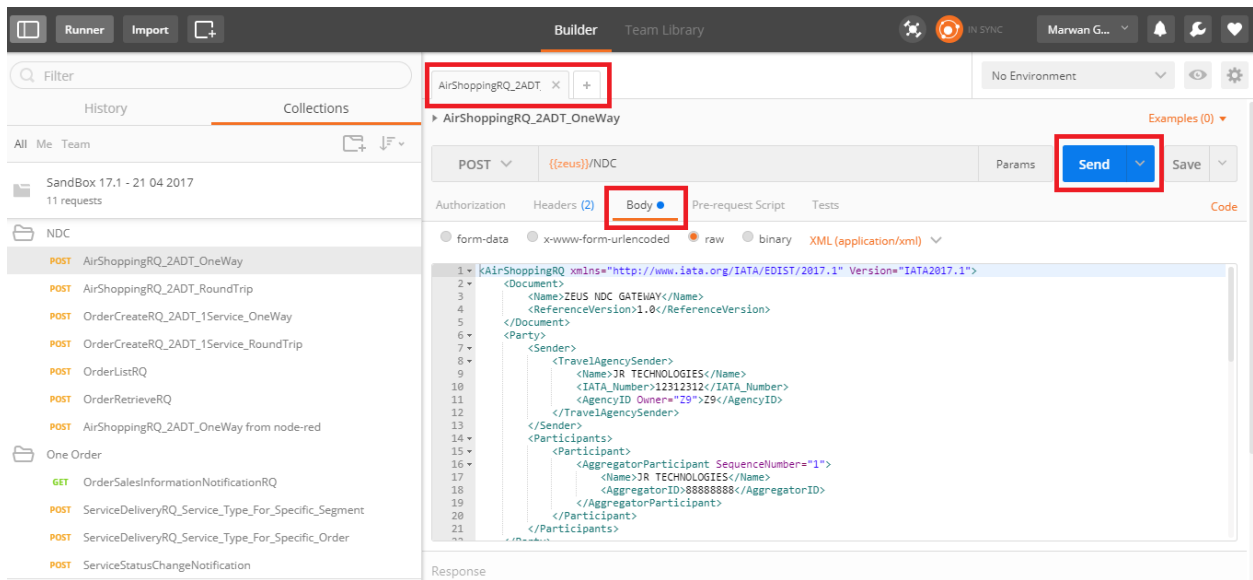 Runner Import Builder Team Library IN SYNC Marwan G...
Filter
History Collections
All Me Team
SandBox 17.1 - 21 04 2017
11 requests
NDC
POST AirShoppingRQ_2ADT_OneWay
POST AirShoppingRQ_2ADT_RoundTrip
POST OrderCreateRQ_2ADT_1Service_OneWay
POST OrderCreateRQ_2ADT_1Service_RoundTrip
POST OrderListRQ
POST OrderRetrieveRQ
POST AirShoppingRQ_2ADT_OneWay from node-red
One Order
GET OrderSalesInformationNotificationRQ
POST ServiceDeliveryRQ_Service_Type_For_Specific_Segment
POST ServiceDeliveryRQ_Service_Type_For_Specific_Order
POST ServiceStatusChangeNotification
AirShoppingRQ_2ADT_ × + No Environment
AirShoppingRQ_2ADT_OneWay Examples (0)
POST {{zeus}}/NDC Params Send Save
Authorization Headers (2) Body Pre-request Script Tests Code
form-data x-www-form-urlencoded raw binary XML (application/xml)
1 <AirShoppingRQ xmlns="http://www.iata.org/IATA/EDIST/2017.1" Version="IATA2017.1">
2 <Document>
3 <Name>ZEUS NDC GATEWAY</Name>
4 <ReferenceVersion>1.0</ReferenceVersion>
5 </Document>
6 <Party>
7 <Sender>
8 <TravelAgencySender>
9 <Name>JR TECHNOLOGIES</Name>
10 <IATA_Number>12312312</IATA_Number>
11 <AgencyID Owner="Z9">Z9</AgencyID>
12 </TravelAgencySender>
13 </Sender>
14 <Participants>
15 <Participant>
16 <AggregatorParticipant SequenceNumber="1">
17 <Name>JR TECHNOLOGIES</Name>
18 <AggregatorID>88888888</AggregatorID>
19 </AggregatorParticipant>
20 </Participant>
21 </Participants>
Response